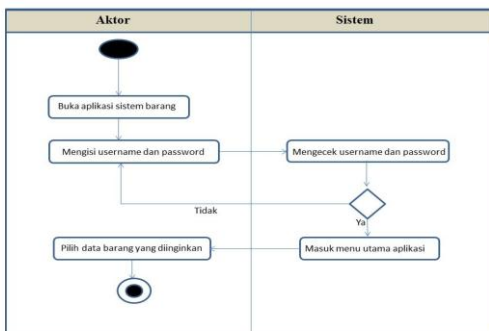 Aktor
Sistem
Buka aplikasi sistem barang
Mengisi username dan password
Mengecek username dan password
Tidak
Ya
Pilih data barang yang diinginkan
Masuk menu utama aplikasi